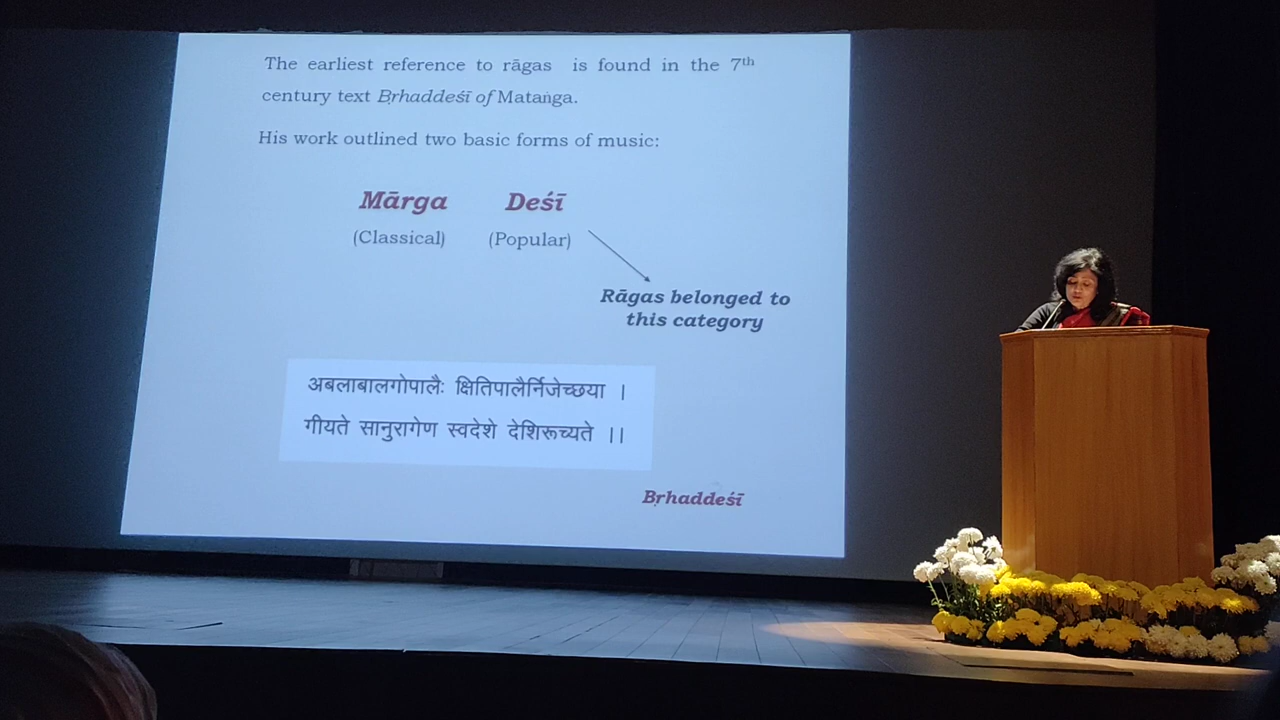 The earliest reference to rāgas is found in the 7th
century text Bṛhaddeśī of Mataṅga.
His work outlined two basic forms of music:
Mārga Deśī
(Classical) (Popular)
Rāgas belonged to
this category
अबलाबालगोपालैः क्षितिपालैर्निजेच्छया ।
गीयते सानुरागेण स्वदेशे देशिरूच्यते ।।
Bṛhaddeśī